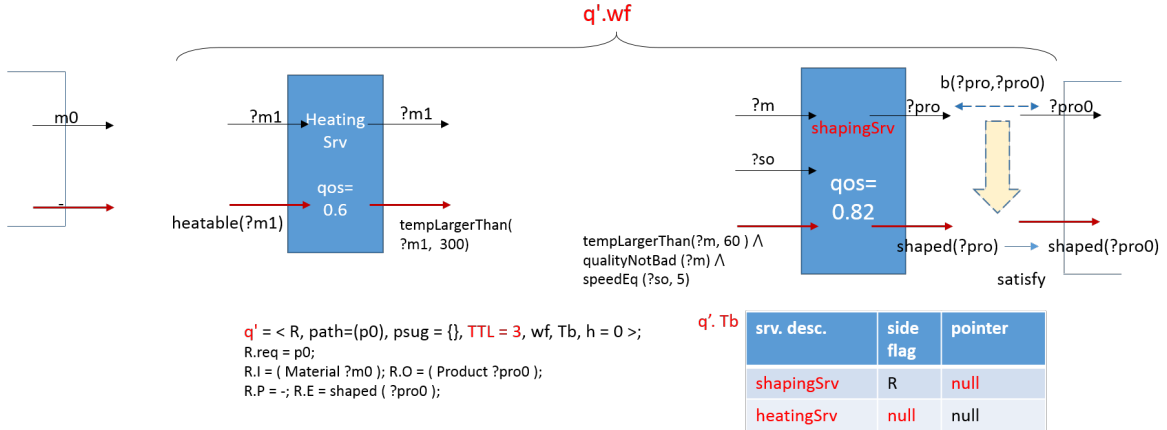 q'.wf
m0
-
?m1
Heating
Srv
?m1
qos=
0.6
heatable(?m1)
tempLargerThan(
?m1, 300)
?m
shapingSrv
?pro
b(?pro,?pro0)
?pro0
?so
qos=
0.82
tempLargerThan(?m, 60 ) ⋀
qualityNotBad (?m) ⋀
speedEq (?so, 5)
shaped(?pro)
shaped(?pro0)
satisfy
q' = < R, path=(p0), psug = {}, TTL = 3, wf, Tb, h = 0 >;
R.req = p0;
R.I = ( Material ?m0 ); R.O = ( Product ?pro0 );
R.P = -; R.E = shaped ( ?pro0 );
q'. Tb
srv. desc. side flag pointer
shapingSrv R null
heatingSrv null null